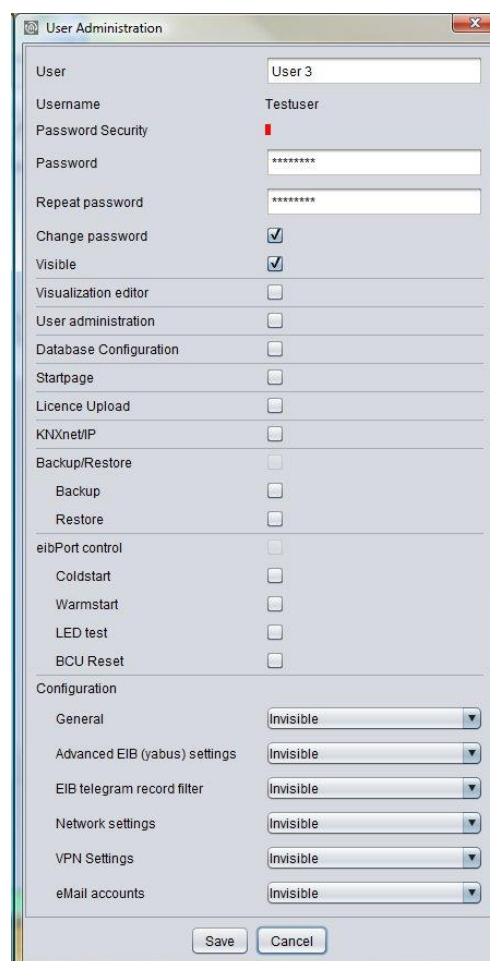 User Administration
User User 3
Username Testuser
Password Security
Password ********
Repeat password ********
Change password
Visible
Visualization editor
User administration
Database Configuration
Startpage
Licence Upload
KNXnet/IP
Backup/Restore
Backup
Restore
eibPort control
Coldstart
Warmstart
LED test
BCU Reset
Configuration
General Invisible
Advanced EIB (yabus) settings Invisible
EIB telegram record filter Invisible
Network settings Invisible
VPN Settings Invisible
eMail accounts Invisible
Save Cancel